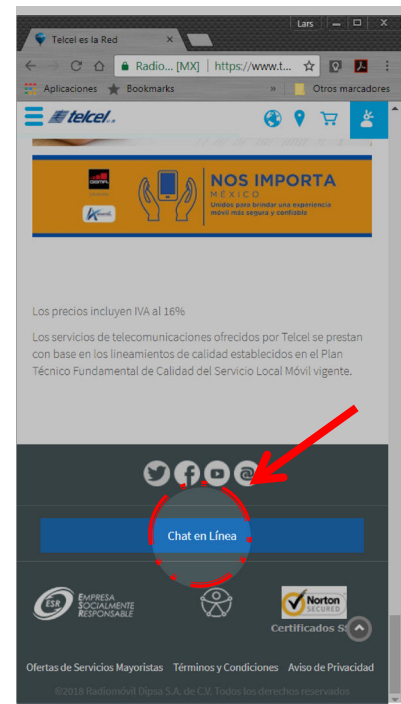 Lars
Telcel es la Red
Radio... [MX] | https://www.t...
Aplicaciones Bookmarks » Otros marcadores
telcel
GSMA
NOS IMPORTA
MÉXICO
Unidos para brindar una experiencia
móvil más segura y confiable
Los precios incluyen IVA al 16%
Los servicios de telecomunicaciones ofrecidos por Telcel se prestan
con base en los lineamientos de calidad establecidos en el Plan
Técnico Fundamental de Calidad del Servicio Local Móvil vigente.
Chat en Línea
ESR
EMPRESA
SOCIALMENTE
RESPONSABLE
Norton
SECURED
Certificados
Ofertas de Servicios Mayoristas Términos y Condiciones Aviso de Privacidad
©2018 Radiomóvil Dipsa S.A. de C.V. Todos los derechos reservados